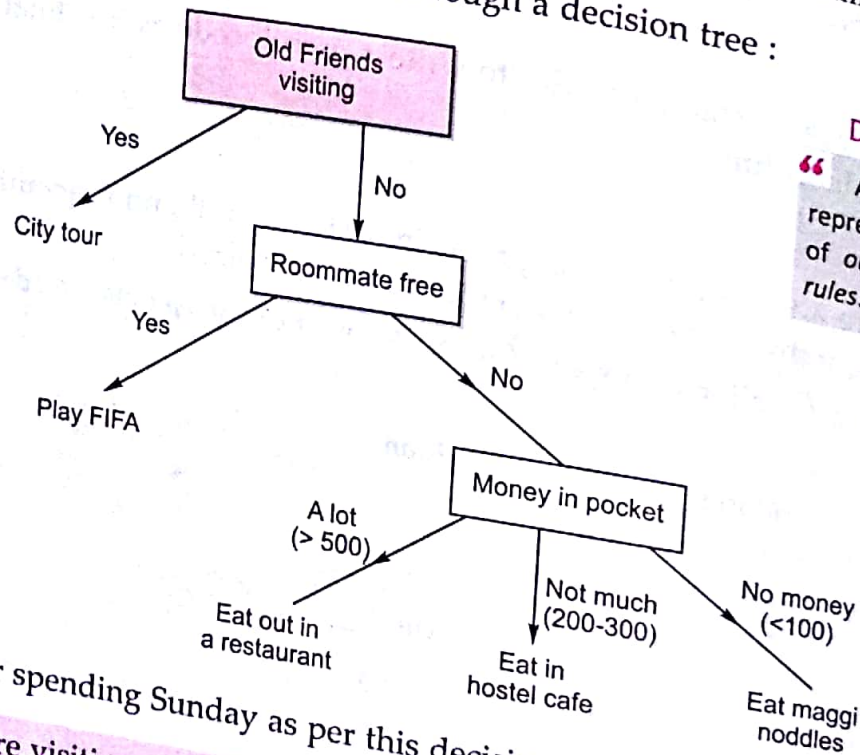 a decision tree :
Old Friends
visiting
Yes
No
City tour
Roommate free
Yes
No
Play FIFA
Money in pocket
A lot
(> 500)
Not much
(200-300)
No money
(<100)
Eat out in
a restaurant
Eat in
hostel cafe
Eat maggi
noddles
“
of
rules.
spending Sunday as per this